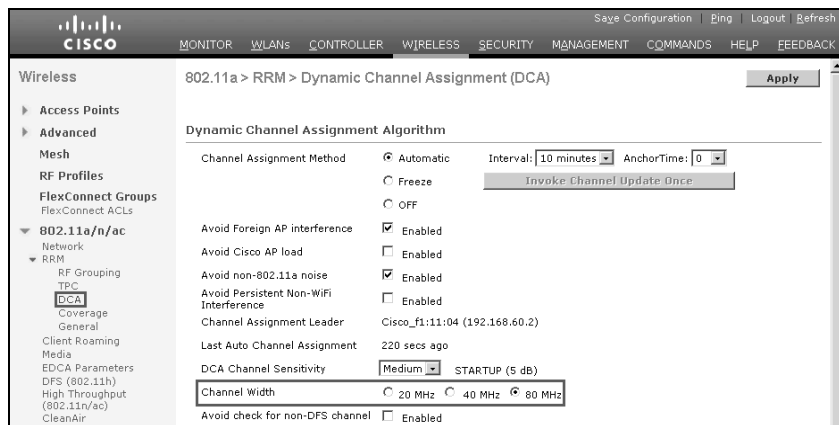 Save Configuration | Ping | Logout | Refresh
CISCO
MONITOR WLANs CONTROLLER WIRELESS SECURITY MANAGEMENT COMMANDS HELP FEEDBACK
Wireless
Access Points
Advanced
Mesh
RF Profiles
FlexConnect Groups
FlexConnect ACLs
802.11a/n/ac
Network
RRM
RF Grouping
TPC
DCA
Coverage
General
Client Roaming
Media
EDCA Parameters
DFS (802.11h)
High Throughput
(802.11n/ac)
CleanAir
802.11a > RRM > Dynamic Channel Assignment (DCA)
Apply
Dynamic Channel Assignment Algorithm
Channel Assignment Method Automatic Interval: 10 minutes AnchorTime: 0
Freeze Invoke Channel Update Once
OFF
Avoid Foreign AP interference Enabled
Avoid Cisco AP load Enabled
Avoid non-802.11a noise Enabled
Avoid Persistent Non-WiFi
Interference Enabled
Channel Assignment Leader Cisco_f1:11:04 (192.168.60.2)
Last Auto Channel Assignment 220 secs ago
DCA Channel Sensitivity Medium STARTUP (5 dB)
Channel Width 20 MHz 40 MHz 80 MHz
Avoid check for non-DFS channel Enabled